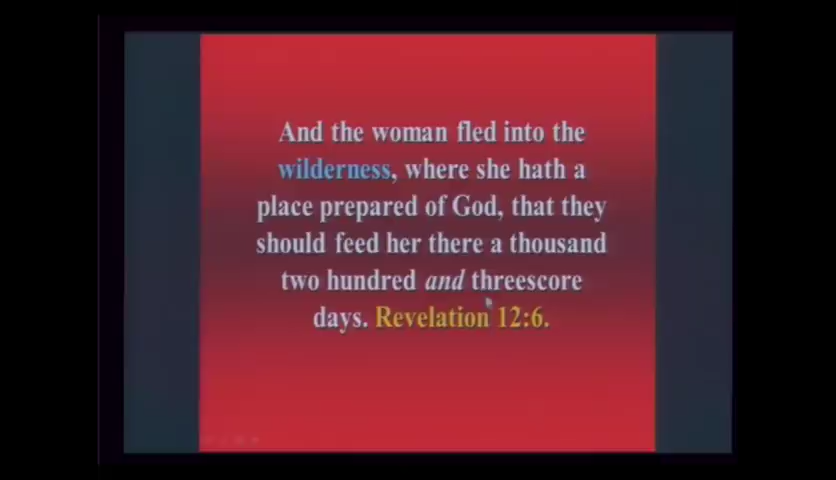 And the woman fled into the
wilderness, where she hath a
place prepared of God, that they
should feed her there a thousand
two hundred and threescore
days. Revelation 12:6.